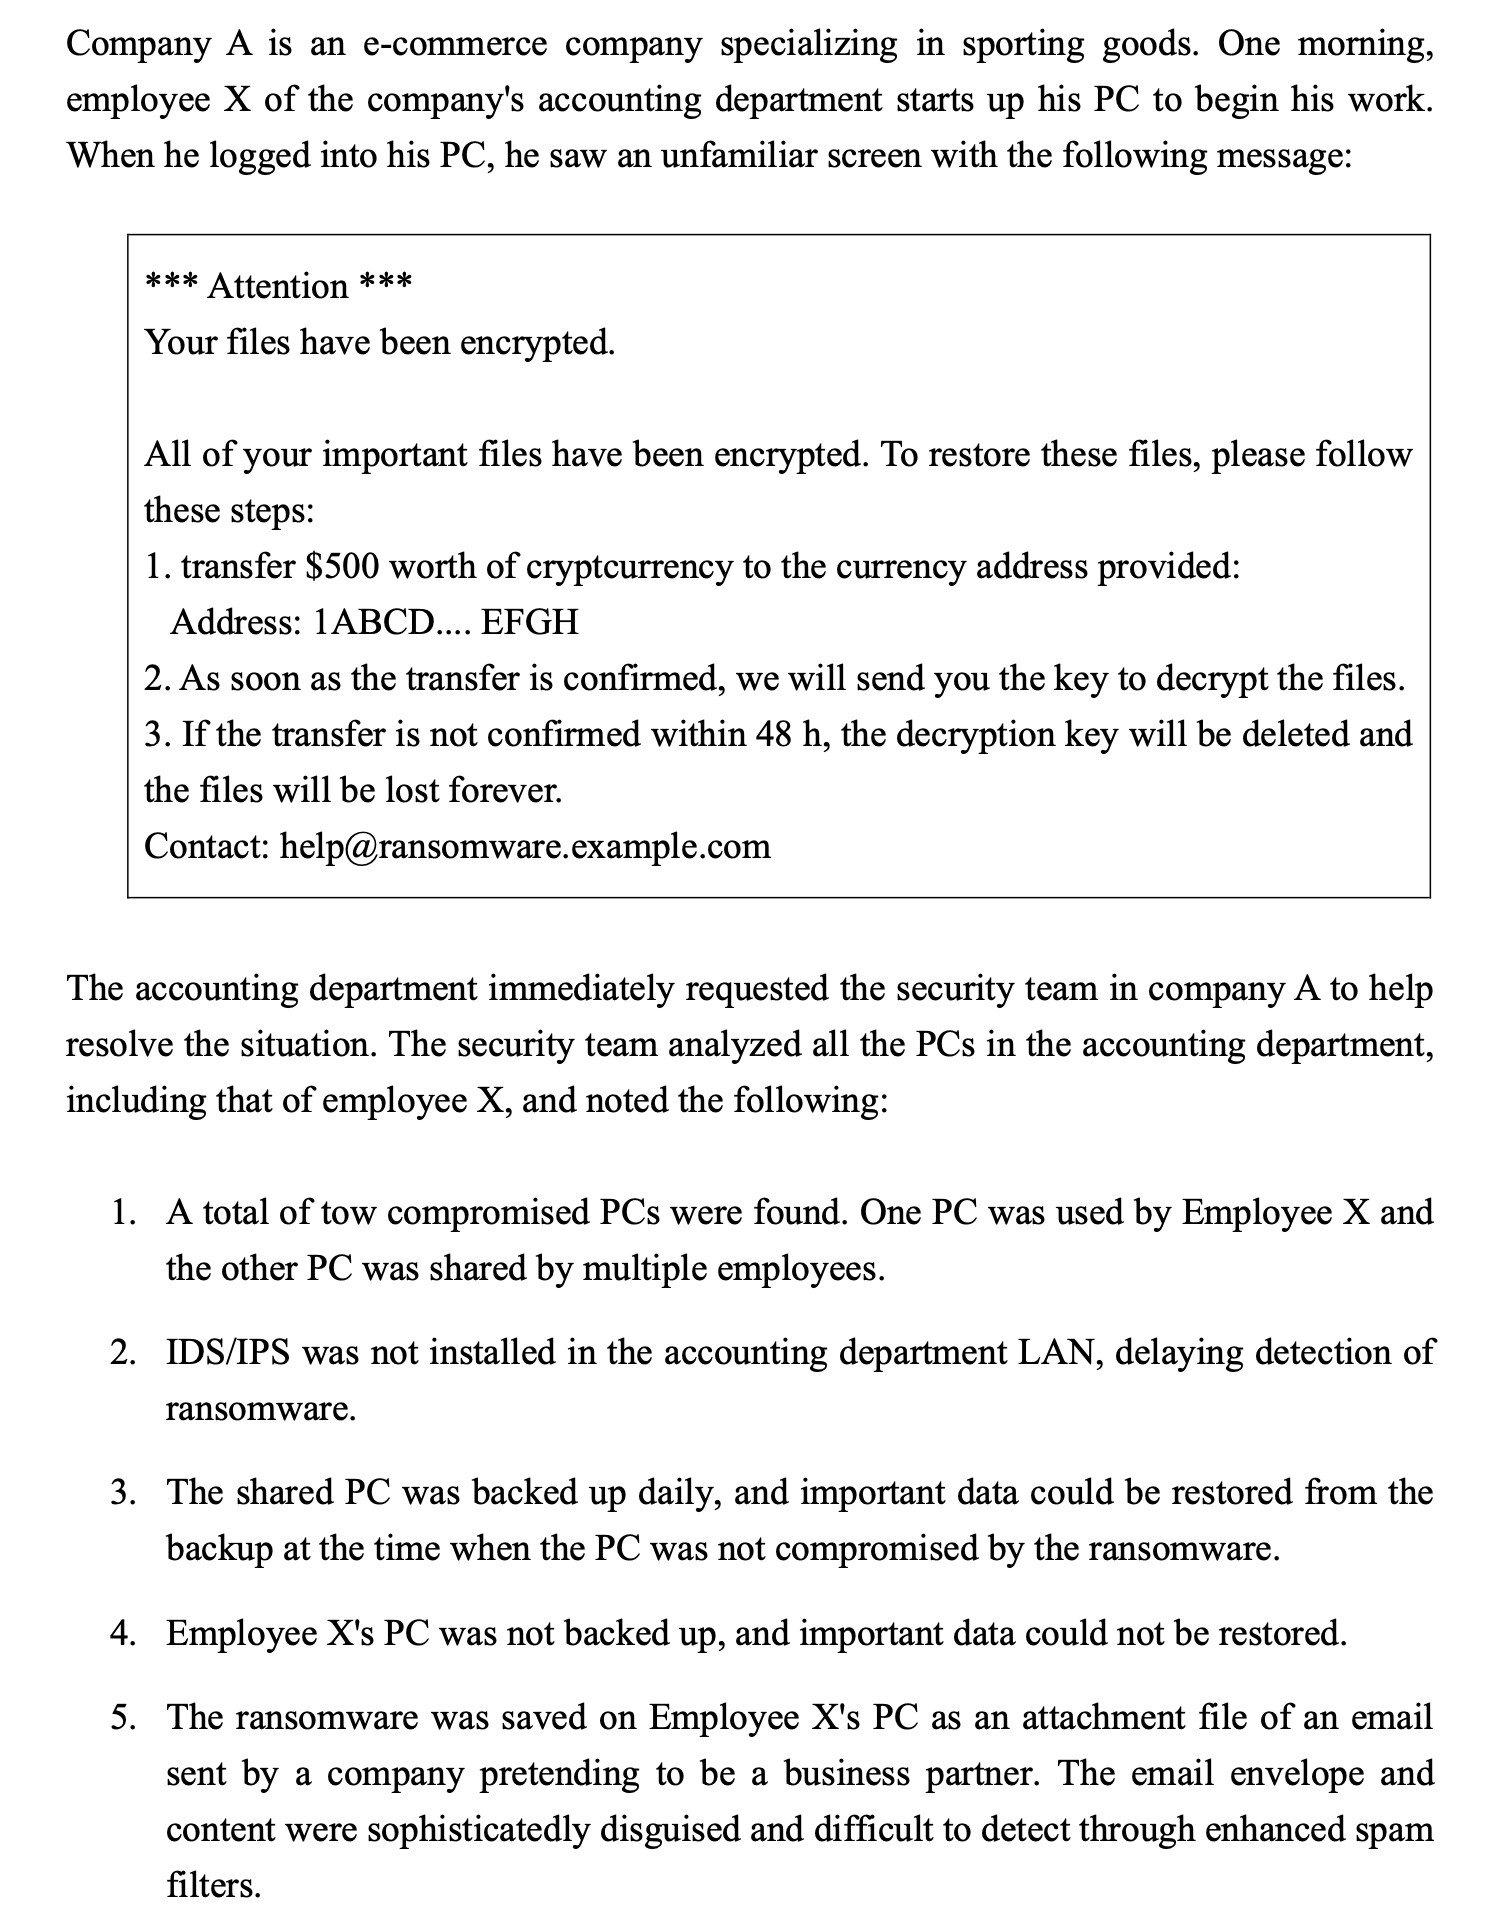 Company A is an e-commerce company specializing in sporting goods. One morning,
employee X of the company's accounting department starts up his PC to begin his work.
When he logged into his PC, he saw an unfamiliar screen with the following message:
*** Attention ***
Your files have been encrypted.
All of your important files have been encrypted. To restore these files, please follow
these steps:
1. transfer $500 worth of cryptcurrency to the currency address provided:
Address: 1ABCD.... EFGH
2. As soon as the transfer is confirmed, we will send you the key to decrypt the files.
3. If the transfer is not confirmed within 48 h, the decryption key will be deleted and
the files will be lost forever.
Contact: help@ransomware.example.com
The accounting department immediately requested the security team in company A to help
resolve the situation. The security team analyzed all the PCs in the accounting department,
including that of employee X, and noted the following:
1. A total of tow compromised PCs were found. One PC was used by Employee X and
the other PC was shared by multiple employees.
2. IDS/IPS was not installed in the accounting department LAN, delaying detection of
ransomware.
3. The shared PC was backed up daily, and important data could be restored from the
backup at the time when the PC was not compromised by the ransomware.
4. Employee X's PC was not backed up, and important data could not be restored.
5. The ransomware was saved on Employee X's PC as an attachment file of an email
sent by a company pretending to be a business partner. The email envelope and
content were sophisticatedly disguised and difficult to detect through enhanced spam
filters.